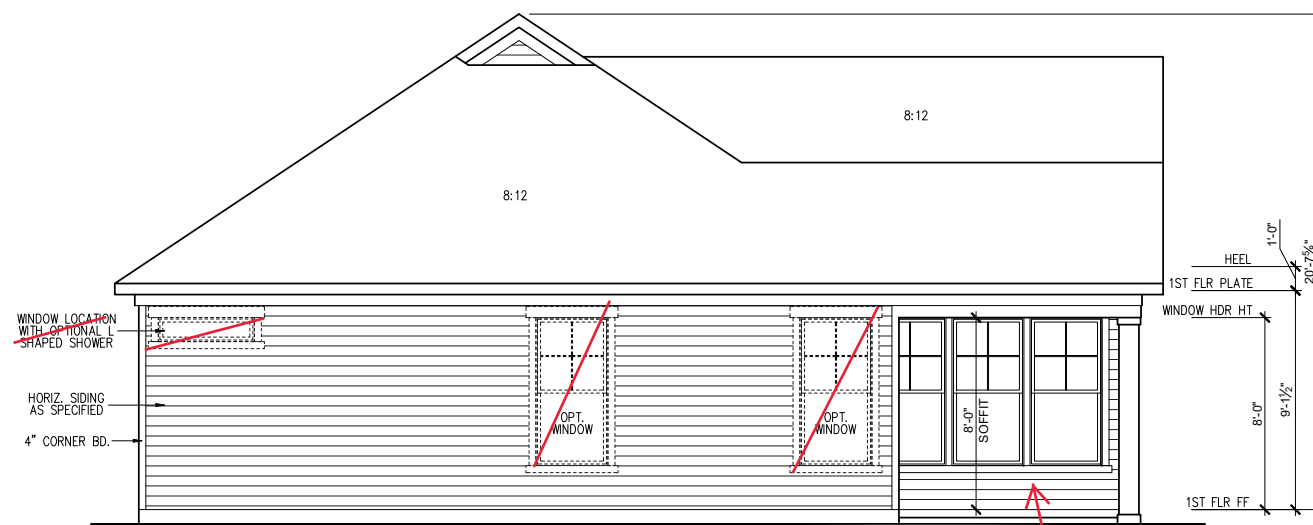 8:12
8:12
1'-0"
20'-7⅝"
HEEL
1ST FLR PLATE
WINDOW HDR HT
WINDOW LOCATION
WITH OPTIONAL L
SHAPED SHOWER
HORIZ. SIDING
AS SPECIFIED
4" CORNER BD.
OPT.
WINDOW
OPT.
WINDOW
8'-0"
SOFFIT
8'-0"
9'-1½"
1ST FLR FF